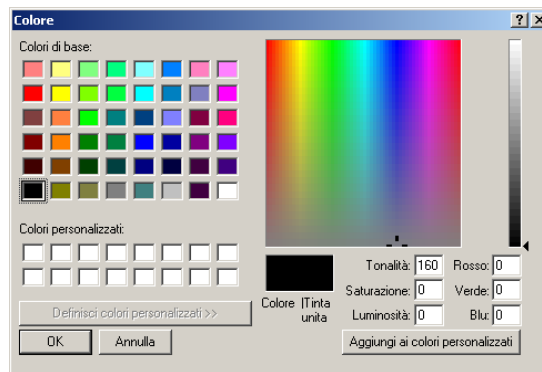 Colore
Colori di base:
Colori personalizzati:
Definisci colori personalizzati >>
OK
Annulla
Colore |Tinta
unita
Tonalità: 160
Rosso: 0
Saturazione: 0
Verde: 0
Luminosità: 0
Blu: 0
Aggiungi ai colori personalizzati